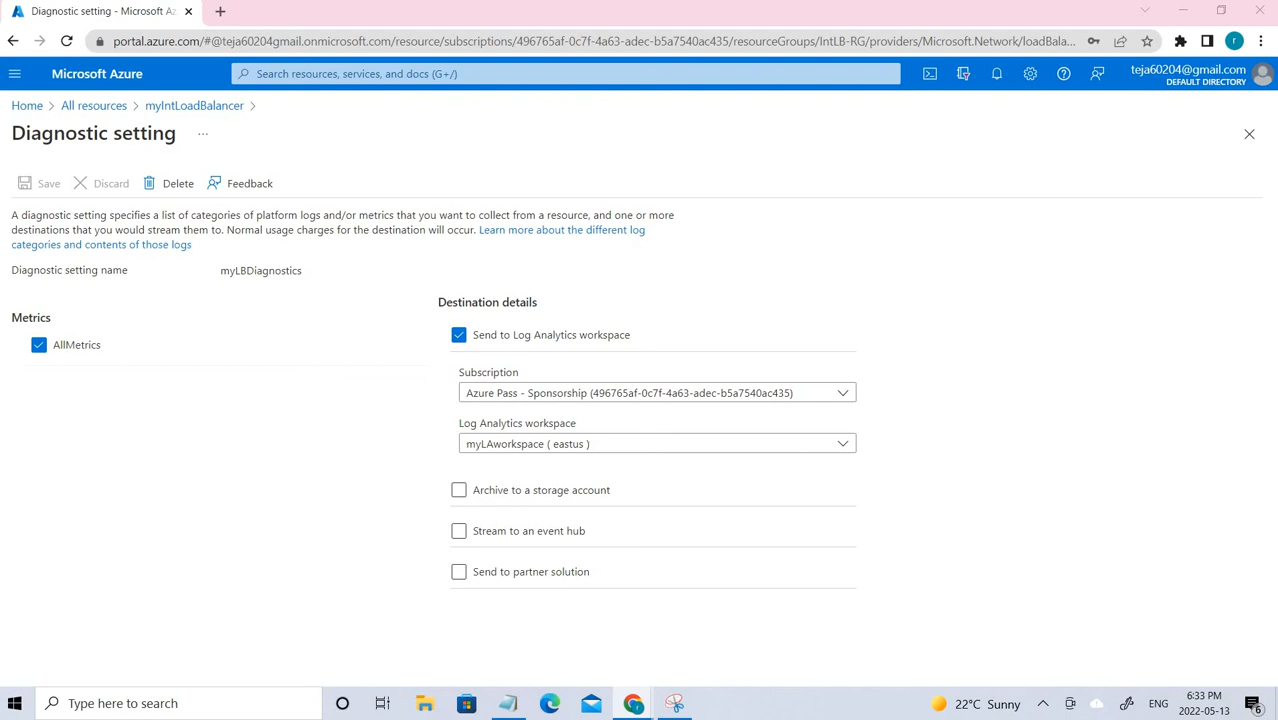 Diagnostic setting - Microsoft Az
portal.azure.com/#@teja60204gmail.onmicrosoft.com/resource/subscriptions/496765af-0c7f-4a63-adec-b5a7540ac435/resourceGroups/IntLB-RG/providers/Microsoft.Network/loadBala...
r
Microsoft Azure
Search resources, services, and docs (G+/)
teja60204@gmail.com
DEFAULT DIRECTORY
Home > All resources > myIntLoadBalancer >
Diagnostic setting ...
Save Discard Delete Feedback
A diagnostic setting specifies a list of categories of platform logs and/or metrics that you want to collect from a resource, and one or more
destinations that you would stream them to. Normal usage charges for the destination will occur. Learn more about the different log
categories and contents of those logs
Diagnostic setting name myLBDiagnostics
Destination details
Metrics
Send to Log Analytics workspace
AllMetrics
Subscription
Azure Pass - Sponsorship (496765af-0c7f-4a63-adec-b5a7540ac435)
Log Analytics workspace
myLAworkspace ( eastus )
Archive to a storage account
Stream to an event hub
Send to partner solution
Type here to search
22°C Sunny
ENG
6:33 PM
2022-05-13
6